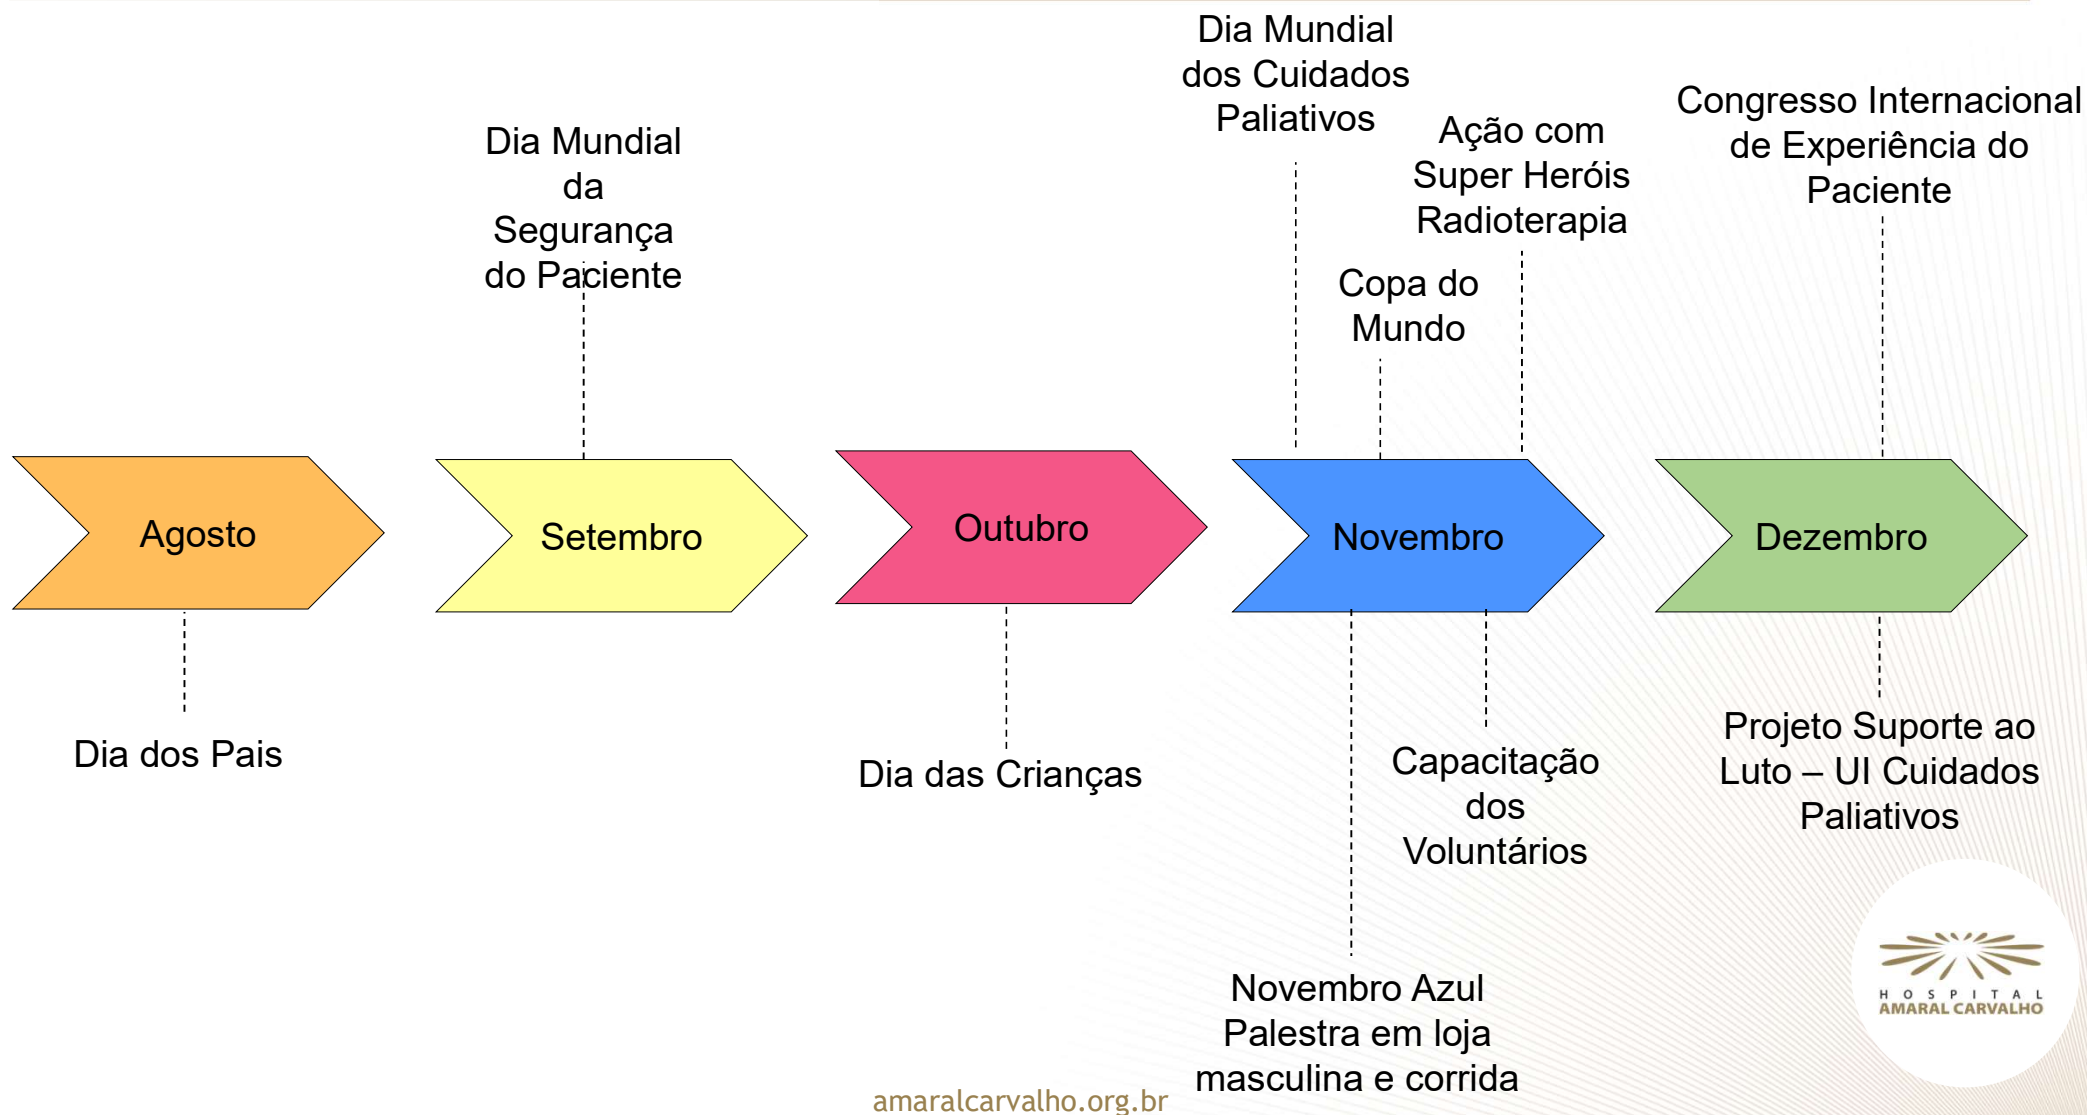 Dia Mundial
dos Cuidados
Paliativos
Dia Mundial
da
Segurança
do Paciente
Ação com
Super Heróis
Radioterapia
Congresso Internacional
de Experiência do
Paciente
Copa do
Mundo
Agosto
Setembro
Outubro
Novembro
Dezembro
Dia dos Pais
Dia das Crianças
Capacitação
dos
Voluntários
Projeto Suporte ao
Luto – UI Cuidados
Paliativos
Novembro Azul
Palestra em loja
masculina e corrida
HOSPITAL
AMARAL CARVALHO
amaralcarvalho.org.br